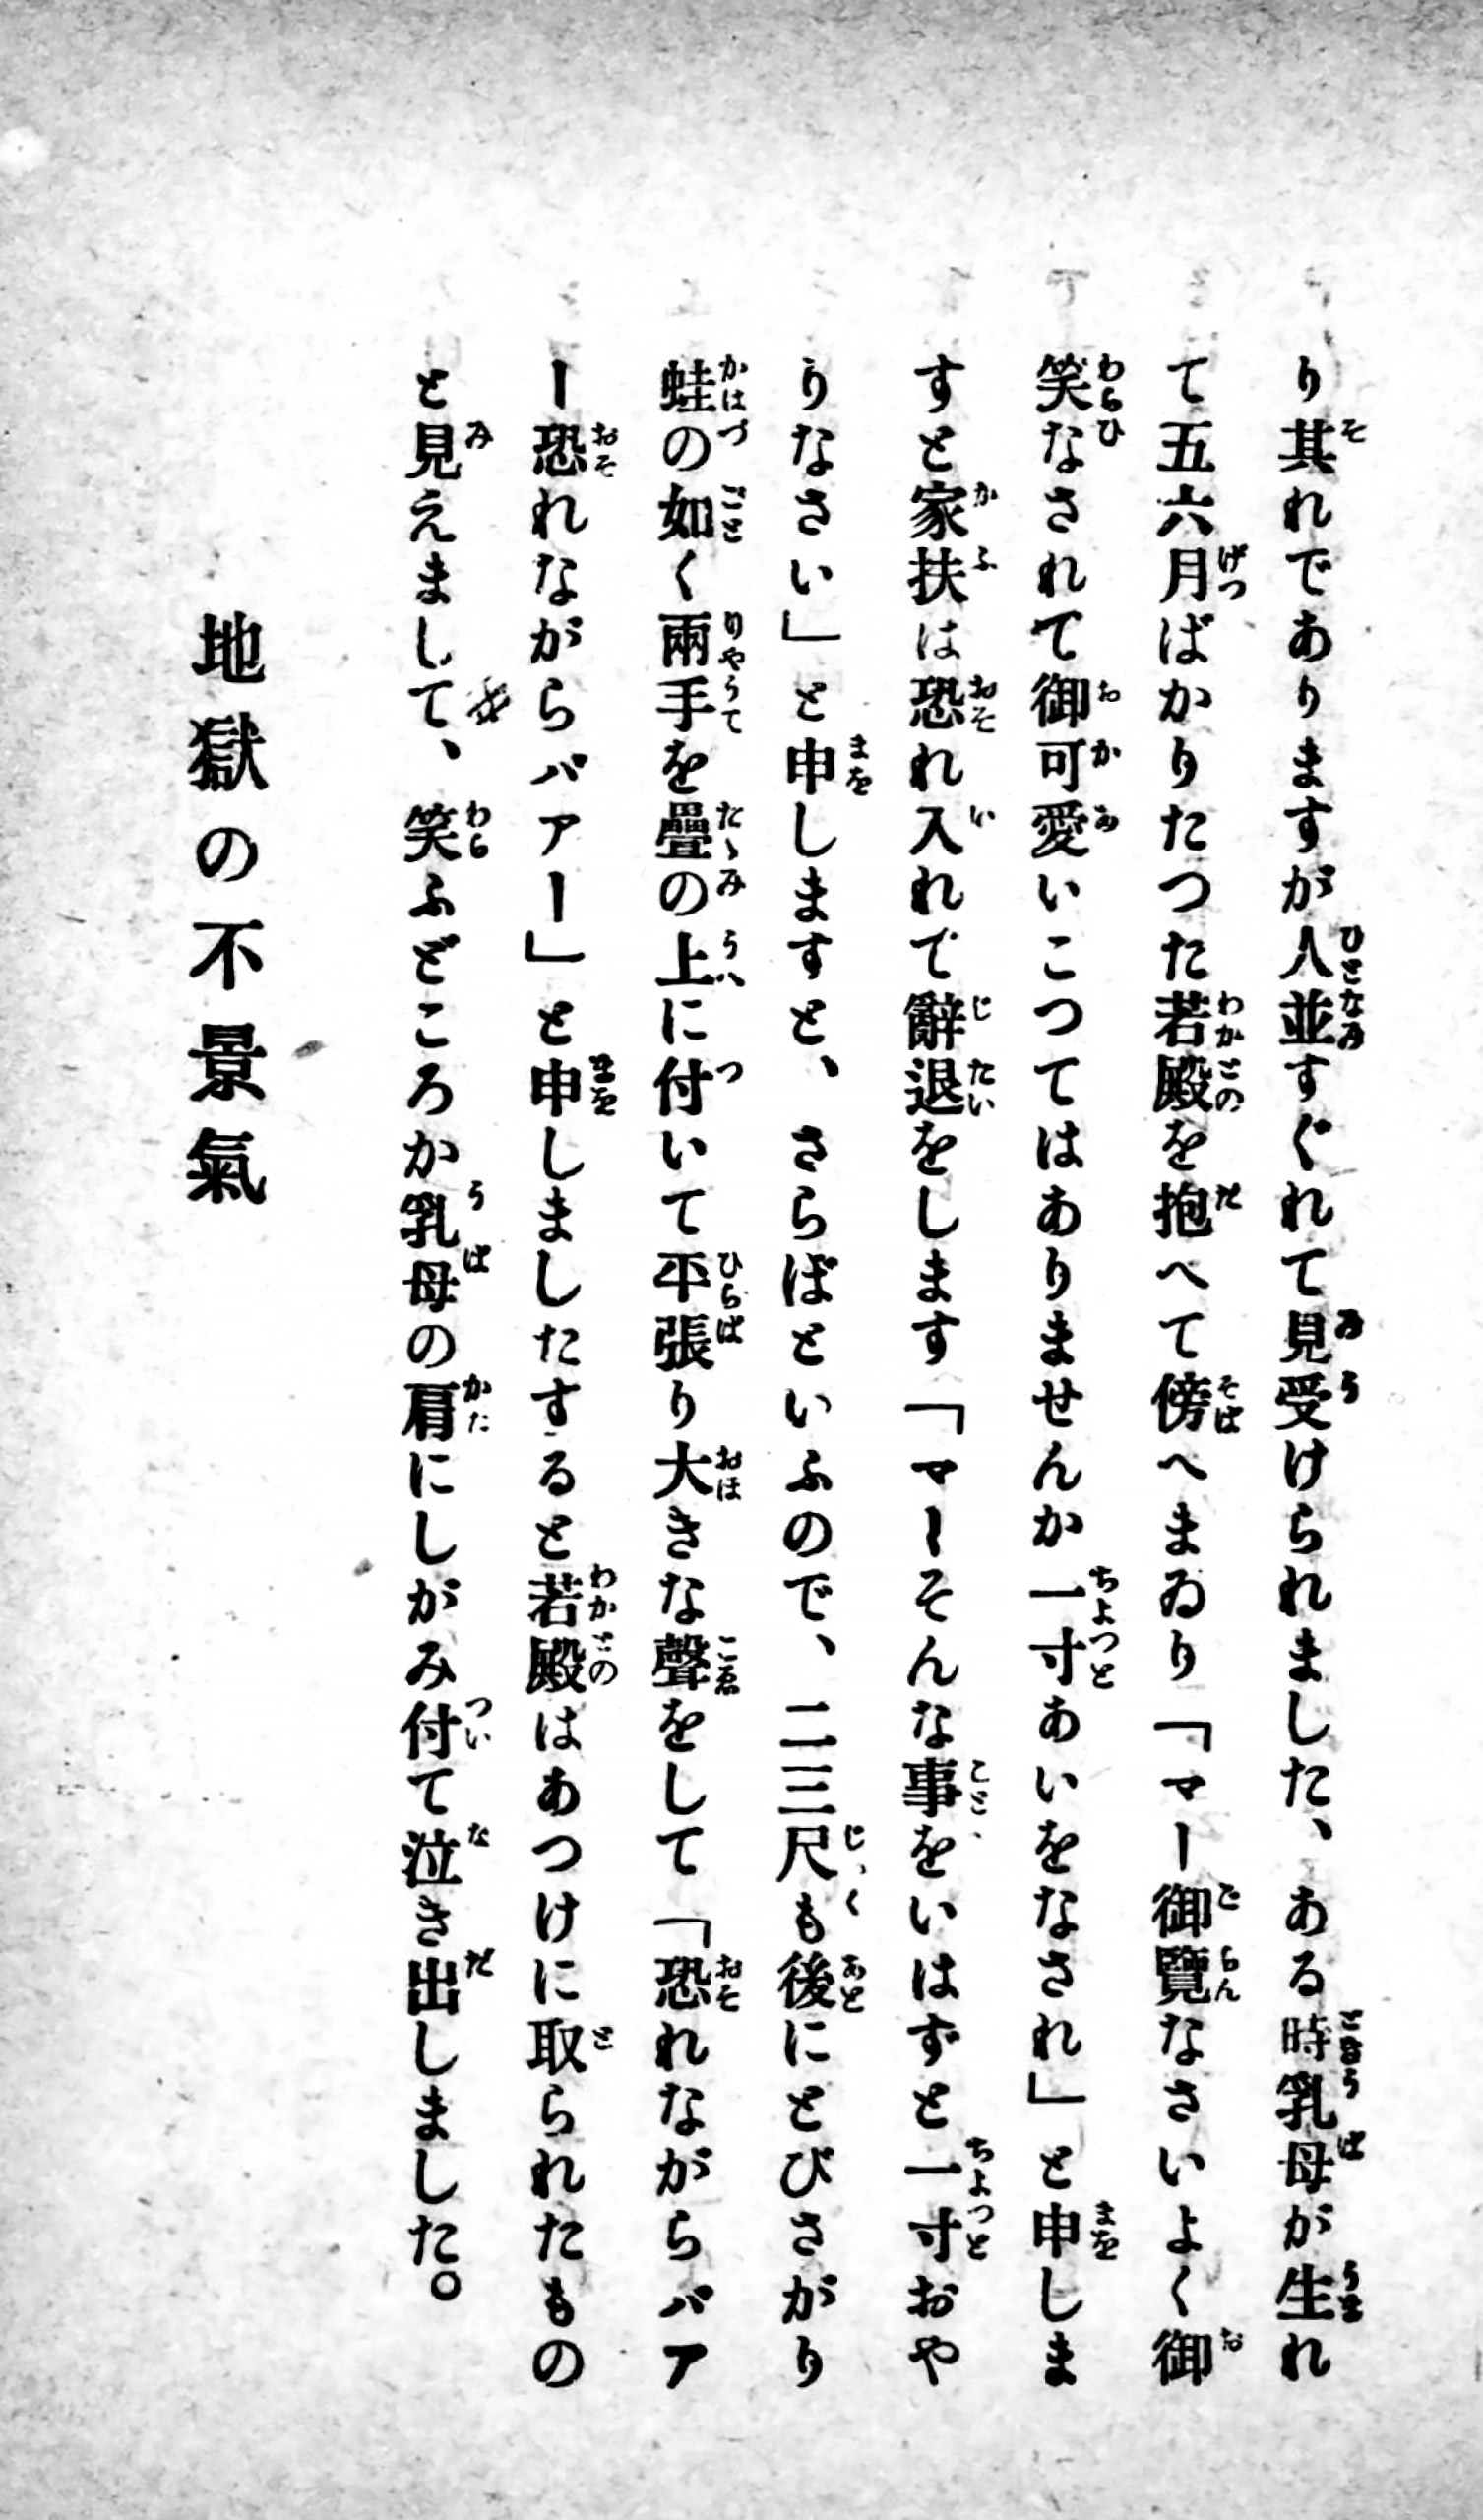 り其れでありますが人並すぐれて見受けられました、ある時乳母が生れ
て五六月ばかりたつた若殿を抱へて傍へまゐり「マー御覽なさいよく御
笑なされて御可愛いこつてはありませんか一寸あいをなされ」と申しま
すと家扶は恐れ入れで辭退をします「マーそんな事をいはずと一寸おや
りなさい」と申しますと、さらばといふので、二三尺も後にとびさがり
蛙の如く兩手を疊の上に付いて平張り大きな聲をして「恐れながらバア
ー恐れながらバアー」と申しましたすると若殿はあつけに取られたもの
と見えまして、笑ふどころか乳母の肩にしがみ付て泣き出しました。
地獄の不景氣